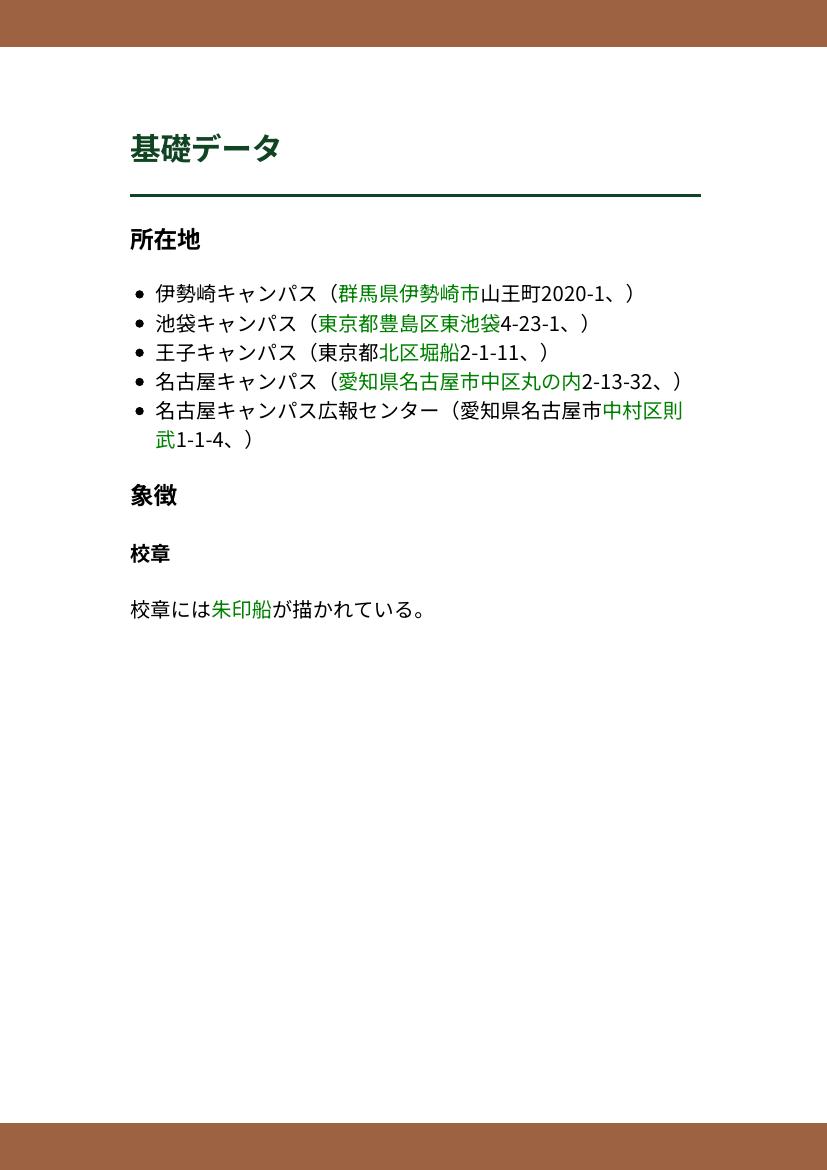 基礎データ
所在地
• 伊勢崎キャンパス（群馬県伊勢崎市山王町2020-1、）
• 池袋キャンパス（東京都豊島区東池袋4-23-1、）
• 王子キャンパス（東京都北区堀船2-1-11、）
• 名古屋キャンパス（愛知県名古屋市中区丸の内2-13-32、）
• 名古屋キャンパス広報センター（愛知県名古屋市中村区則
武1-1-4、）
象徴
校章
校章には朱印船が描かれている。